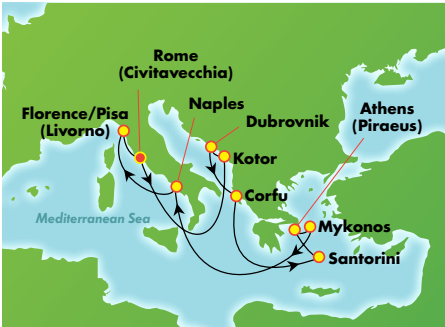 Rome
(Civitavecchia)
Naples
Athens
(Piraeus)
Florence/Pisa
(Livorno)
Dubrovnik
Kotor
Corfu
Mediterranean Sea
Mykonos
Santorini